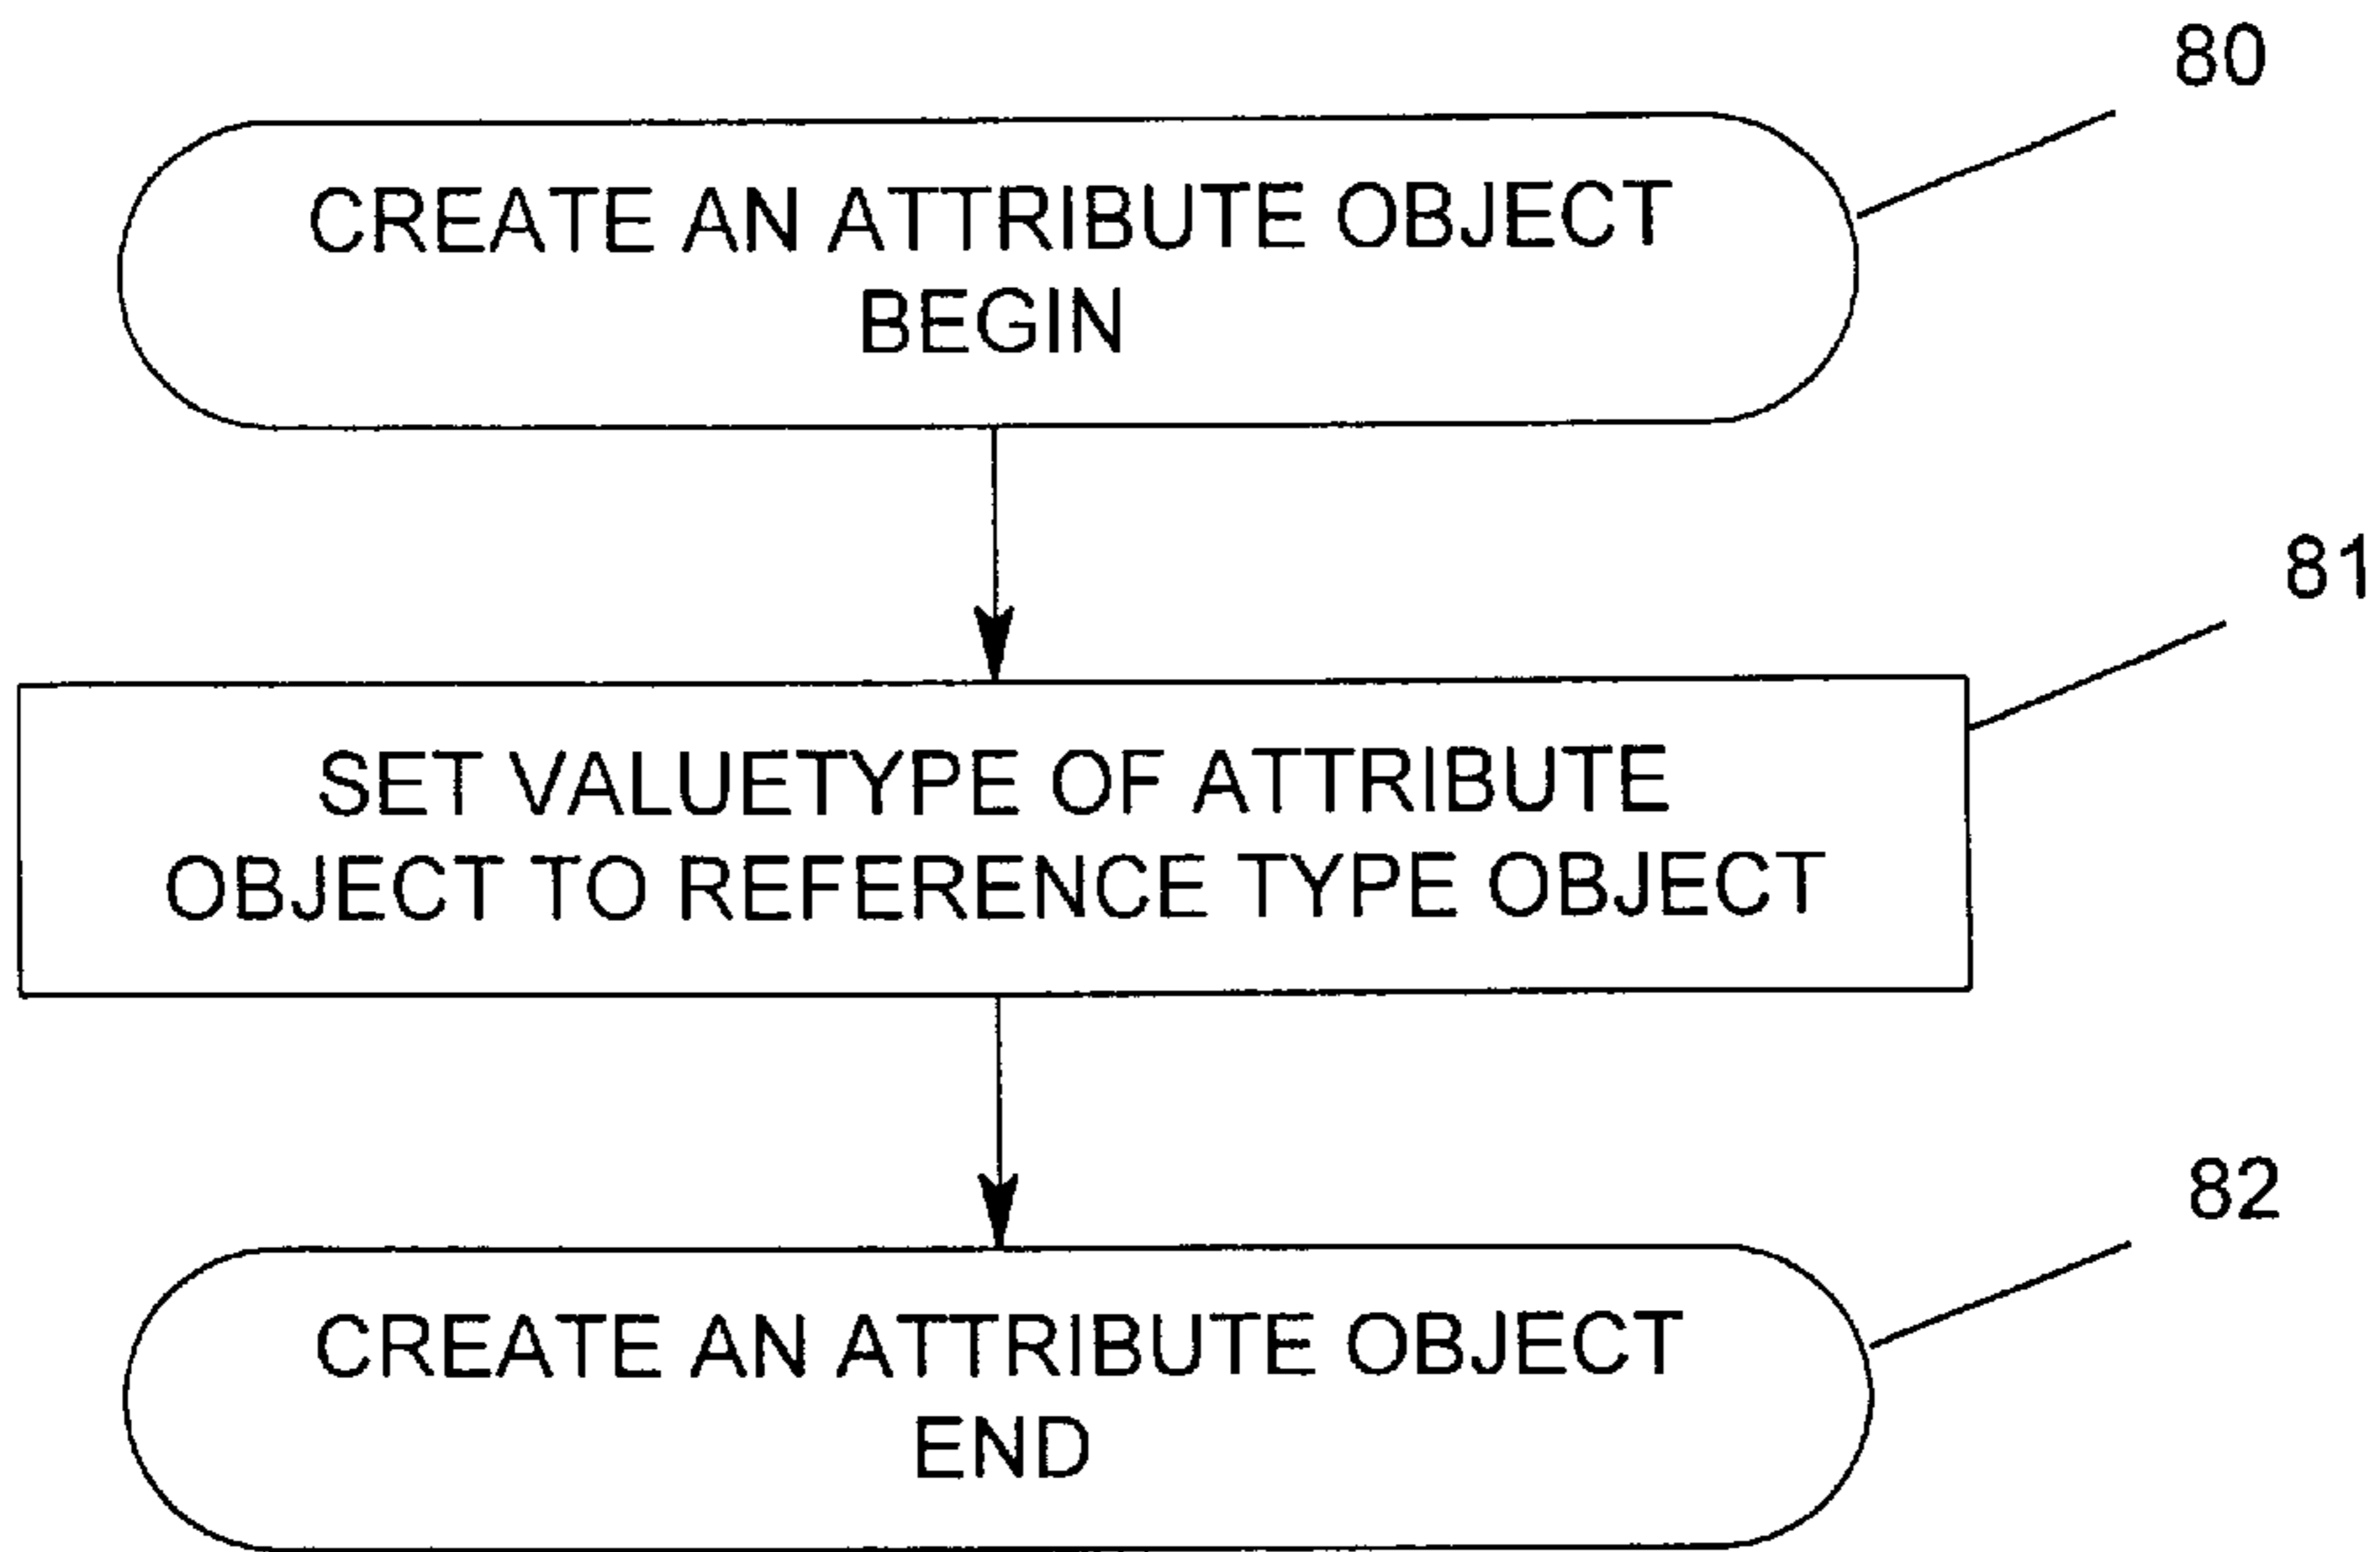 80
CREATE AN ATTRIBUTE OBJECT
BEGIN
81
SET VALUETYPE OF ATTRIBUTE
OBJECT TO REFERENCE TYPE OBJECT
82
CREATE AN ATTRIBUTE OBJECT
END